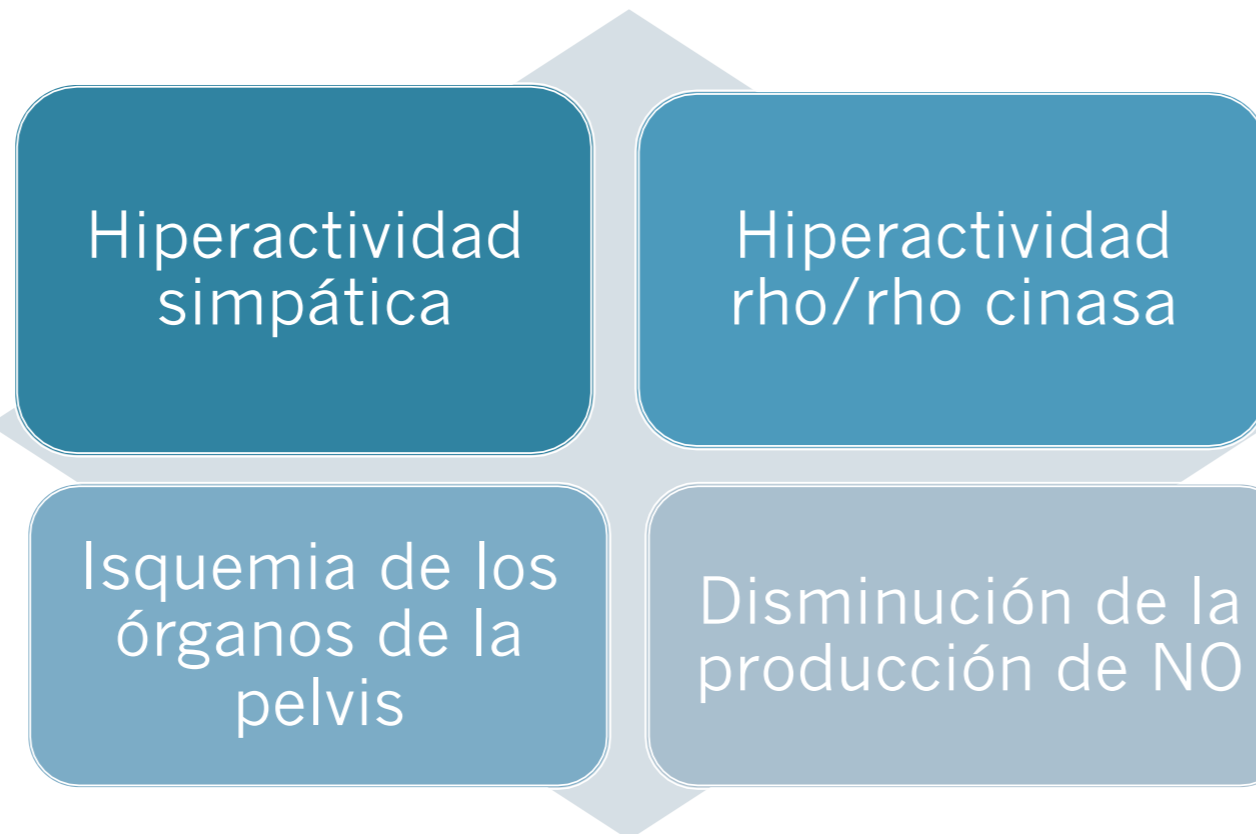 Hiperactividad
simpática
Hiperactividad
rho/rho cinasa
Isquemia de los
órganos de la
pelvis
Disminución de la
producción de NO